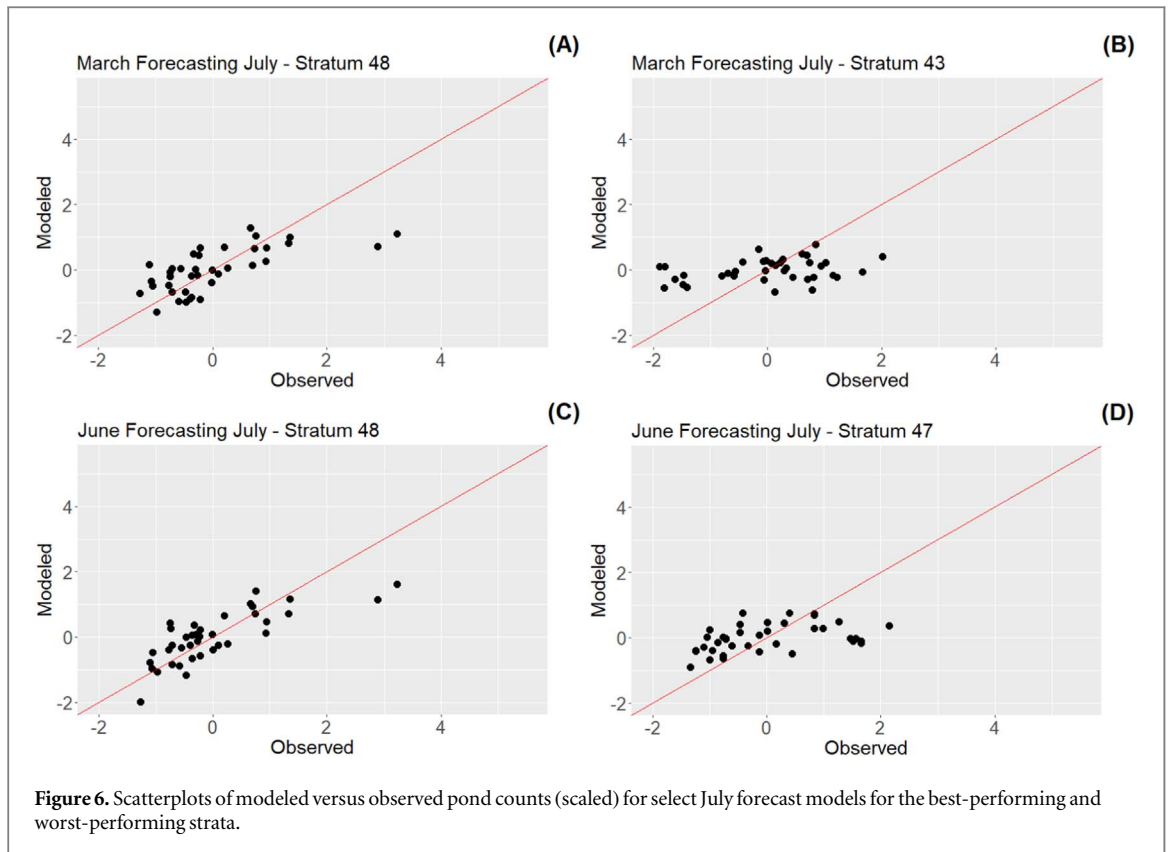 (A)
March Forecasting July - Stratum 48
4
2
0
-2
Modeled
-2 0 2 4
Observed
(B)
March Forecasting July - Stratum 43
4
2
0
-2
Modeled
-2 0 2 4
Observed
(C)
June Forecasting July - Stratum 48
4
2
0
-2
Modeled
-2 0 2 4
Observed
(D)
June Forecasting July - Stratum 47
4
2
0
-2
Modeled
-2 0 2 4
Observed
Figure 6. Scatterplots of modeled versus observed pond counts (scaled) for select July forecast models for the best-performing and
worst-performing strata.